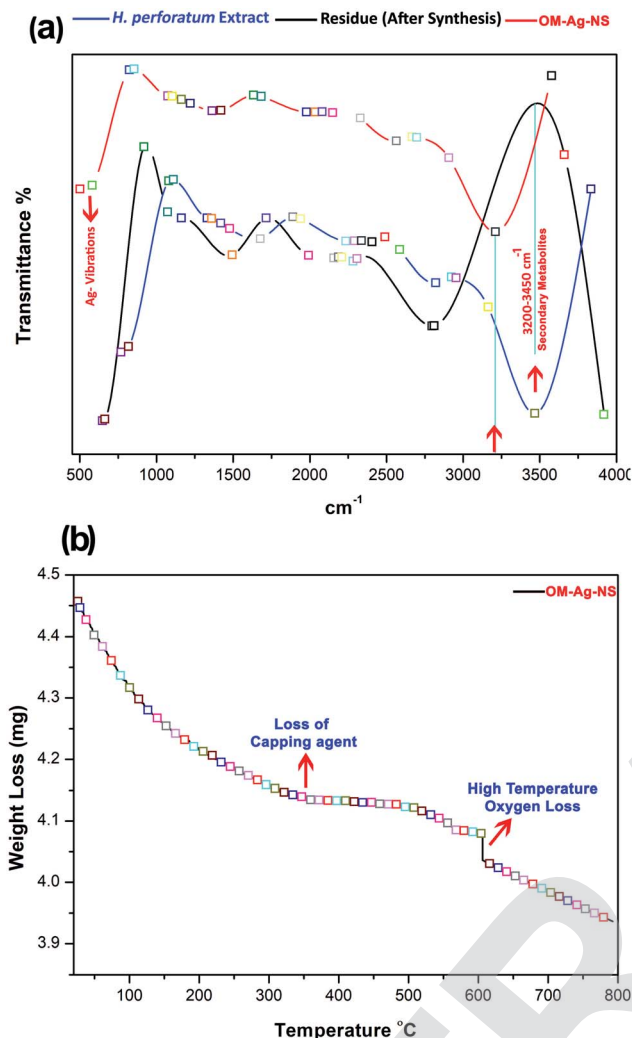 (a)
H. perforatum Extract
Residue (After Synthesis)
OM-Ag-NS
Transmittance %
Ag- Vibrations
3200-3450 cm-1
Secondary Metabolites
500 1000 1500 2000 2500 3000 3500 4000
cm-1
(b)
4.5
4.4
4.3
4.2
4.1
4.0
3.9
Weight Loss (mg)
OM-Ag-NS
Loss of
Capping agent
High Temperature
Oxygen Loss
100 200 300 400 500 600 700 800
Temperature oC